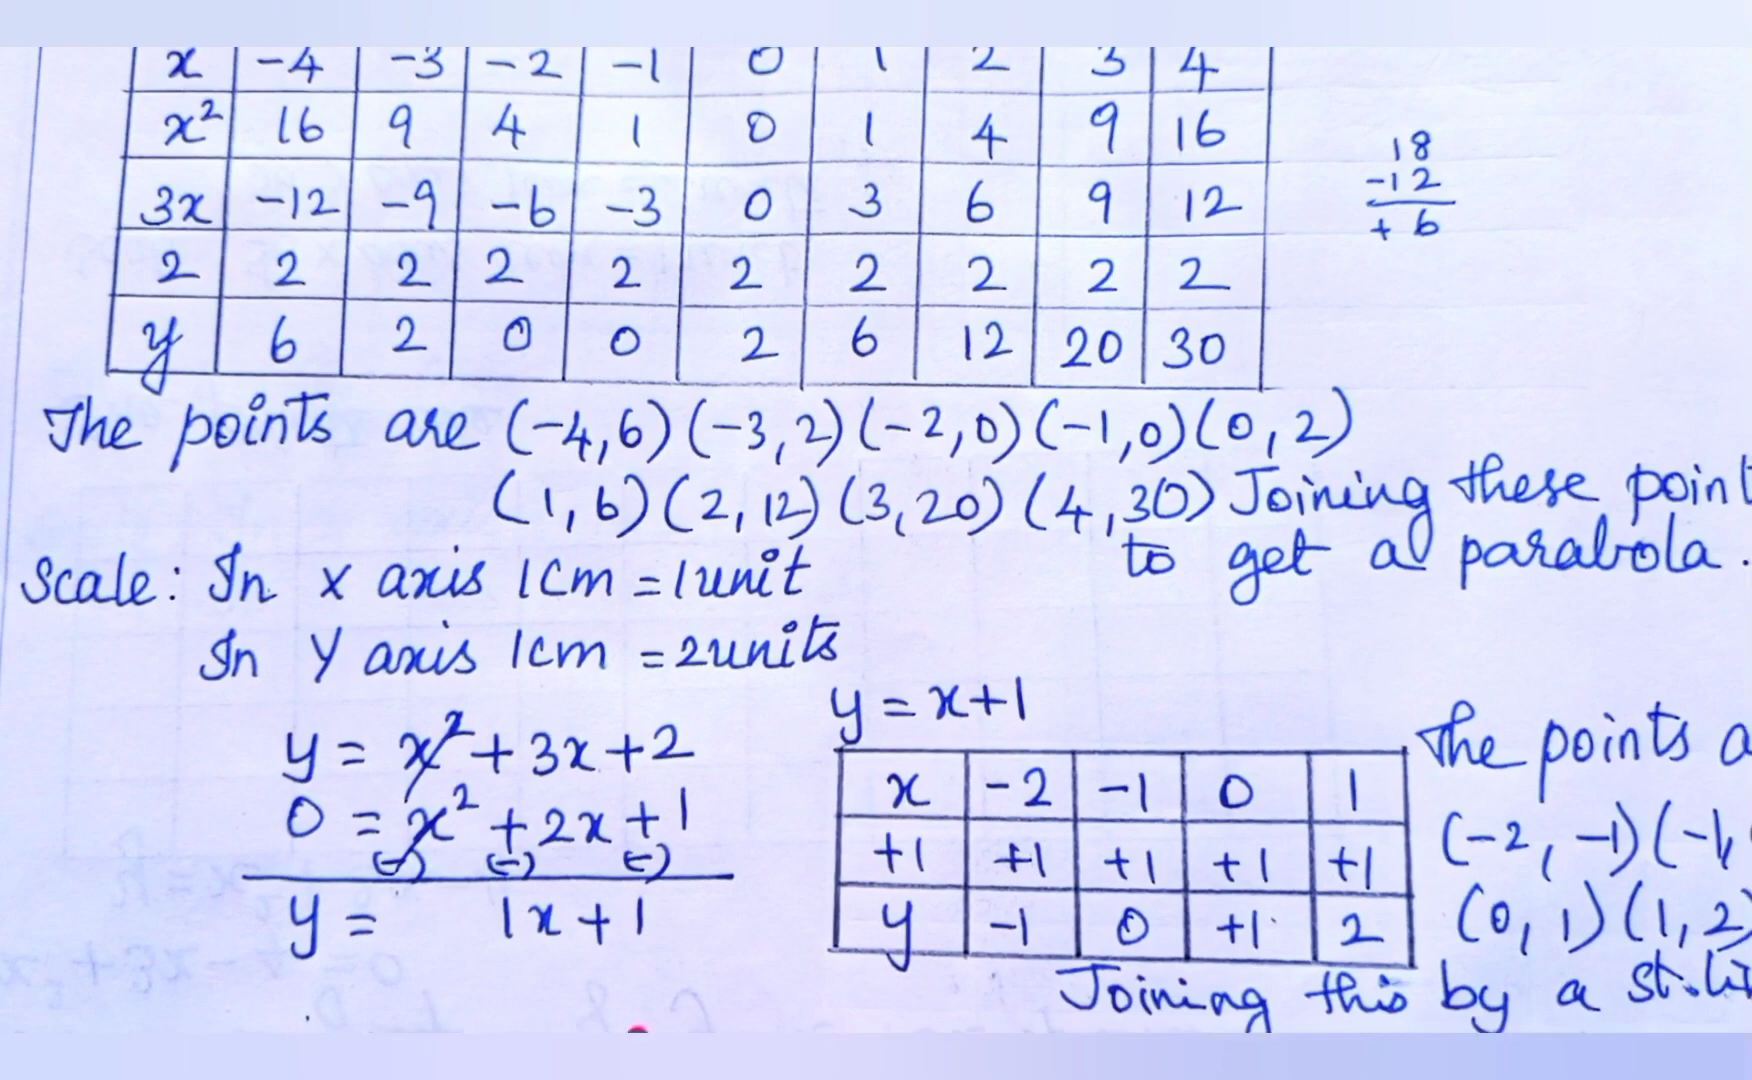 x -4 -3 -2 -1 0 1 2 3 4
x² 16 9 4 1 0 1 4 9 16
3x -12 -9 -6 -3 0 3 6 9 12
2 2 2 2 2 2 2 2 2 2
y 6 2 0 0 2 6 12 20 30
18
-12
+6
The points are (-4,6)(-3,2)(-2,0)(-1,0)(0,2)
(1,6)(2,12)(3,20)(4,30) Joining these point
to get a parabola.
Scale: In x axis 1cm = 1unit
In Y axis 1cm = 2units
y = x²+3x+2
0 = x²+2x+1
(-) (-) (-)
y = 1x+1
y = x+1
x -2 -1 0 1
+1 +1 +1 +1 +1
y -1 0 +1 2
The points a
(-2, -1)(-1,
(0, 1)(1,2)
Joining this by a st.